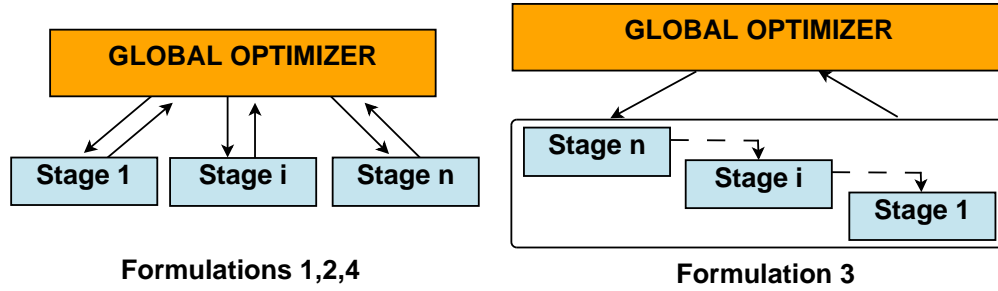 GLOBAL OPTIMIZER
Stage 1
Stage i
Stage n
Formulations 1,2,4
GLOBAL OPTIMIZER
Stage n
Stage i
Stage 1
Formulation 3